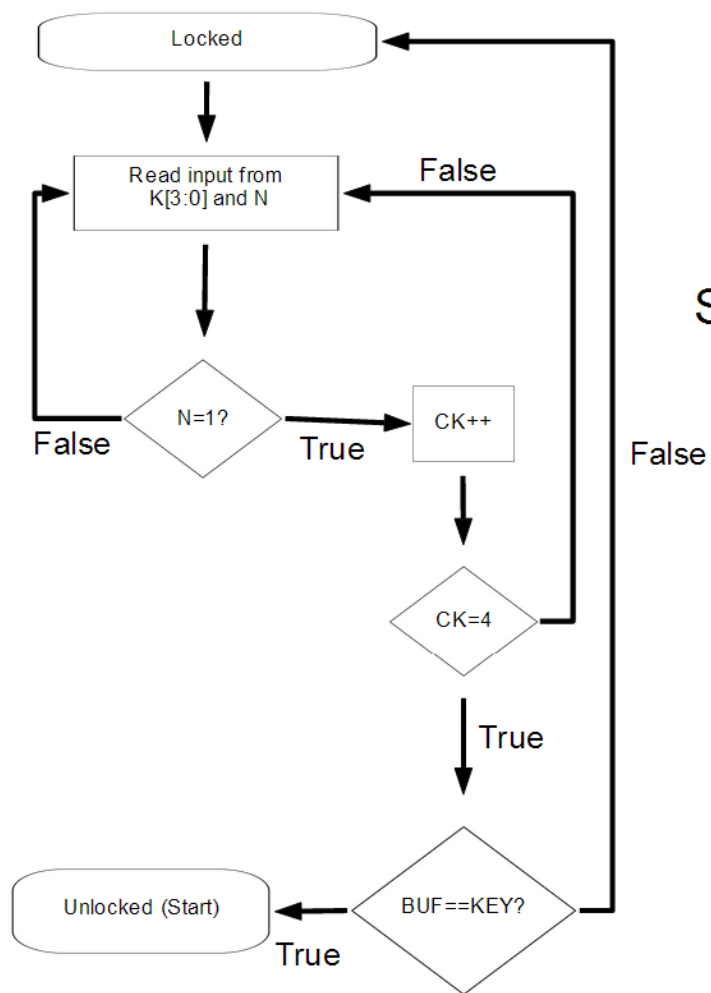 Locked
Read input from
K[3:0] and N
False
S
N=1?
CK++
False
True
False
CK=4
True
BUF==KEY?
Unlocked (Start)
True